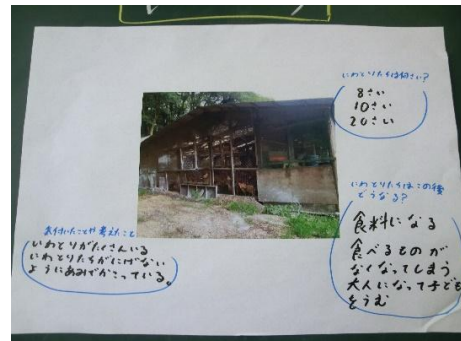 にわとりたちは何さい?
8さい
10さい
20さい
にわとりたちはこの後
どうなる?
食料になる
食べるものが
なくなってしまう
大人になって子ども
をうむ
気付いたことや考えたこと
にわとりがたくさんいる
にわとりたちがにげない
ようにあみでかこっている。